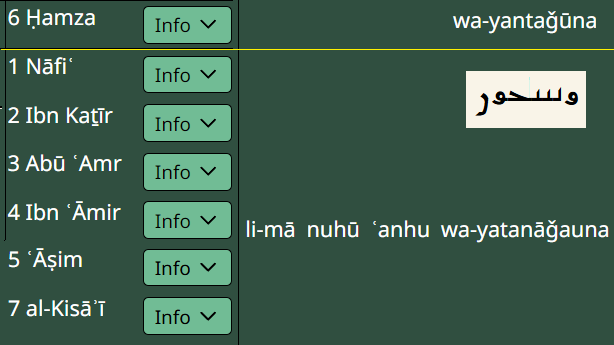 6 Ḥamza Info wa-yantaǧūna
1 Nāfiʿ Info
وٮٮٮحوں
2 Ibn Kaṯīr Info
3 Abū ʿAmr Info
4 Ibn ʿĀmir Info
li-mā nuhū ʿanhu wa-yatanāǧauna
5 ʿĀṣim Info
7 al-Kisāʾī Info